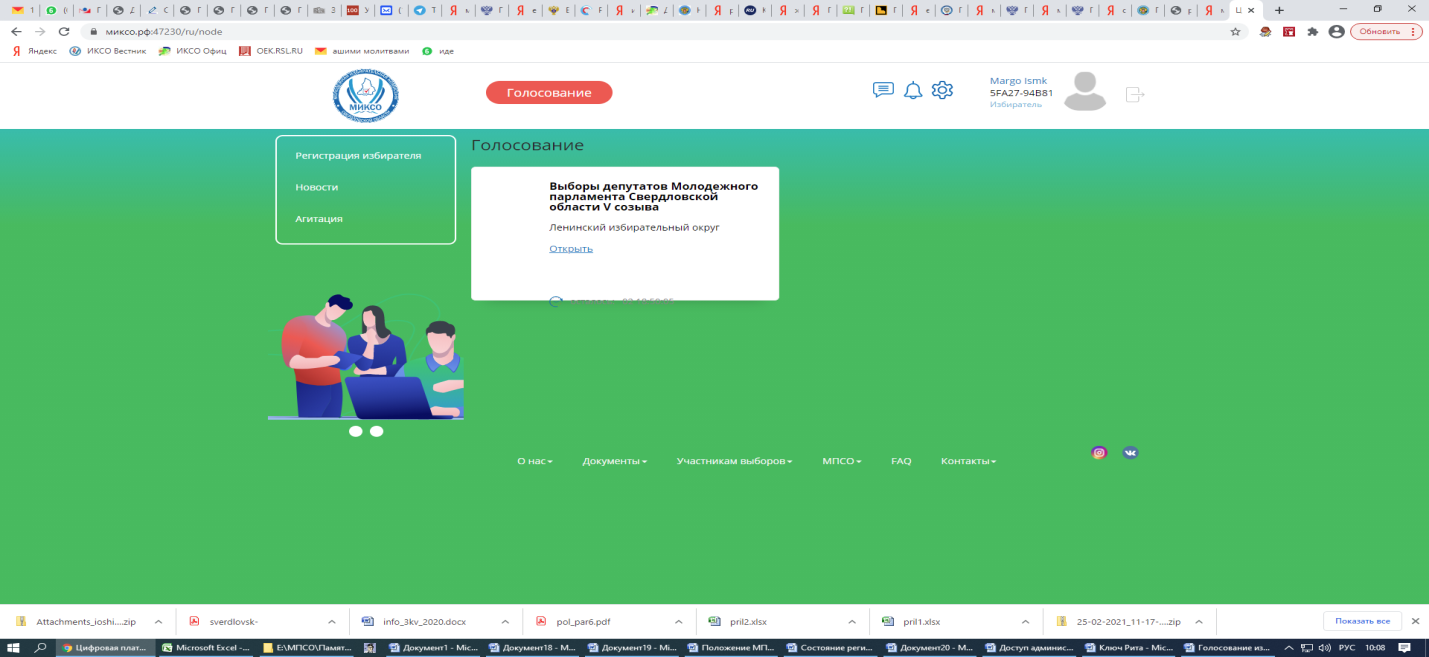 миксо.рф:47230/ru/node
Обновить
Яндекс
ИКСО Вестник
ИКСО Офиц
OEK.RSL.RU
ашими молитвами
иде
МИКСО
Голосование
Margo Ismk
5FA27-94B81
Избиратель
Регистрация избирателя
Новости
Агитация
Голосование
Выборы депутатов Молодежного
парламента Свердловской
области V созыва
Ленинский избирательный округ
Открыть
О нас
Документы
Участникам выборов
МПСО
FAQ
Контакты
Attachments_ioshi....zip
sverdlovsk-
info_3kv_2020.docx
pol_par6.pdf
pril2.xlsx
pril1.xlsx
25-02-2021_11-17-....zip
Показать все
Цифровая плат...
Microsoft Excel -...
E:\МПСО\Памят...
Документ1 - Mic...
Документ18 - M...
Документ19 - Mi...
Положение МП...
Состояние реги...
Документ20 - M...
Доступ админис...
Ключ Рита - Mic...
Голосование из...
РУС
10:08